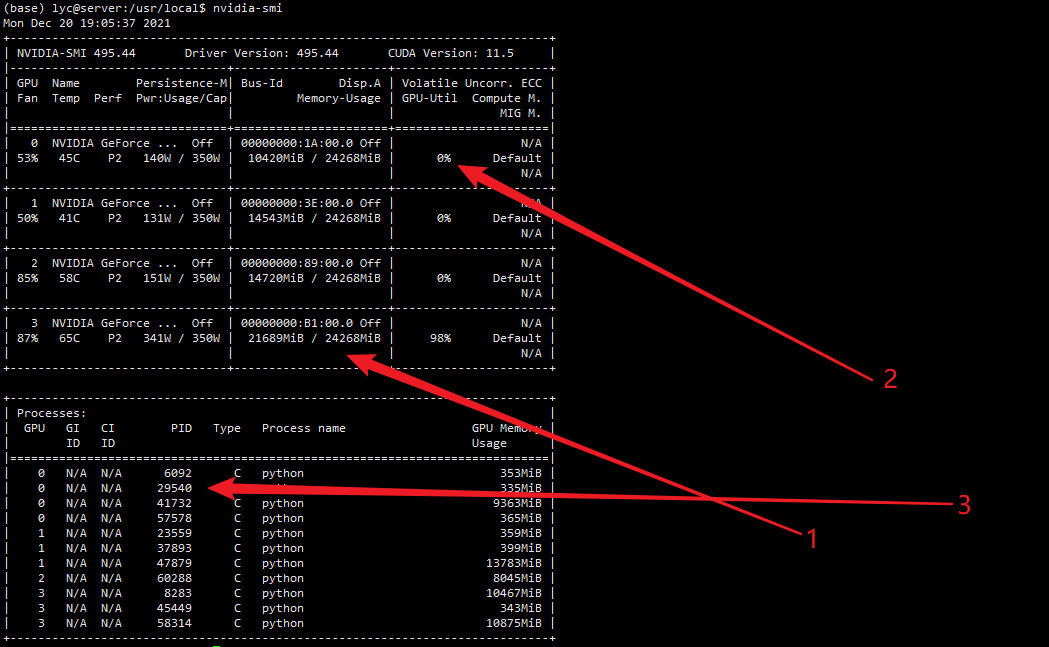 (base) lyc@server:/usr/local$ nvidia-smi
Mon Dec 20 19:05:37 2021
+-----------------------------------------------------------------------------+
| NVIDIA-SMI 495.44       Driver Version: 495.44       CUDA Version: 11.5     |
|-------------------------------+----------------------+----------------------+
| GPU  Name        Persistence-M| Bus-Id        Disp.A | Volatile Uncorr. ECC |
| Fan  Temp  Perf  Pwr:Usage/Cap|         Memory-Usage | GPU-Util  Compute M. |
|                               |                      |               MIG M. |
|===============================+======================+======================|
|   0  NVIDIA GeForce ...  Off  | 00000000:1A:00.0 Off |                  N/A |
| 53%   45C    P2   140W / 350W |  10420MiB / 24268MiB |      0%      Default |
|                               |                      |                  N/A |
+-------------------------------+----------------------+----------------------+
|   1  NVIDIA GeForce ...  Off  | 00000000:3E:00.0 Off |                  N/A |
| 50%   41C    P2   131W / 350W |  14543MiB / 24268MiB |      0%      Default |
|                               |                      |                  N/A |
+-------------------------------+----------------------+----------------------+
|   2  NVIDIA GeForce ...  Off  | 00000000:89:00.0 Off |                  N/A |
| 85%   58C    P2   151W / 350W |  14720MiB / 24268MiB |      0%      Default |
|                               |                      |                  N/A |
+-------------------------------+----------------------+----------------------+
|   3  NVIDIA GeForce ...  Off  | 00000000:B1:00.0 Off |                  N/A |
| 87%   65C    P2   341W / 350W |  21689MiB / 24268MiB |     98%      Default |
|                               |                      |                  N/A |
+-------------------------------+----------------------+----------------------+
2
+-----------------------------------------------------------------------------+
| Processes:                                                                  |
|  GPU   GI   CI        PID   Type   Process name                  GPU Memory |
|        ID   ID                                                   Usage      |
|=============================================================================|
|    0   N/A  N/A      6092      C   python                            353MiB |
|    0   N/A  N/A     29540      C                                     335MiB |
|    0   N/A  N/A     41732      C   python                           9363MiB |
3
|    0   N/A  N/A     57578      C   python                            365MiB |
|    1   N/A  N/A     23559      C   python                            359MiB |
1
|    1   N/A  N/A     37893      C   python                            399MiB |
|    1   N/A  N/A     47879      C   python                          13783MiB |
|    2   N/A  N/A     60288      C   python                           8045MiB |
|    3   N/A  N/A      8283      C   python                          10467MiB |
|    3   N/A  N/A     45449      C   python                            343MiB |
|    3   N/A  N/A     58314      C   python                          10875MiB |
+-----------------------------------------------------------------------------+